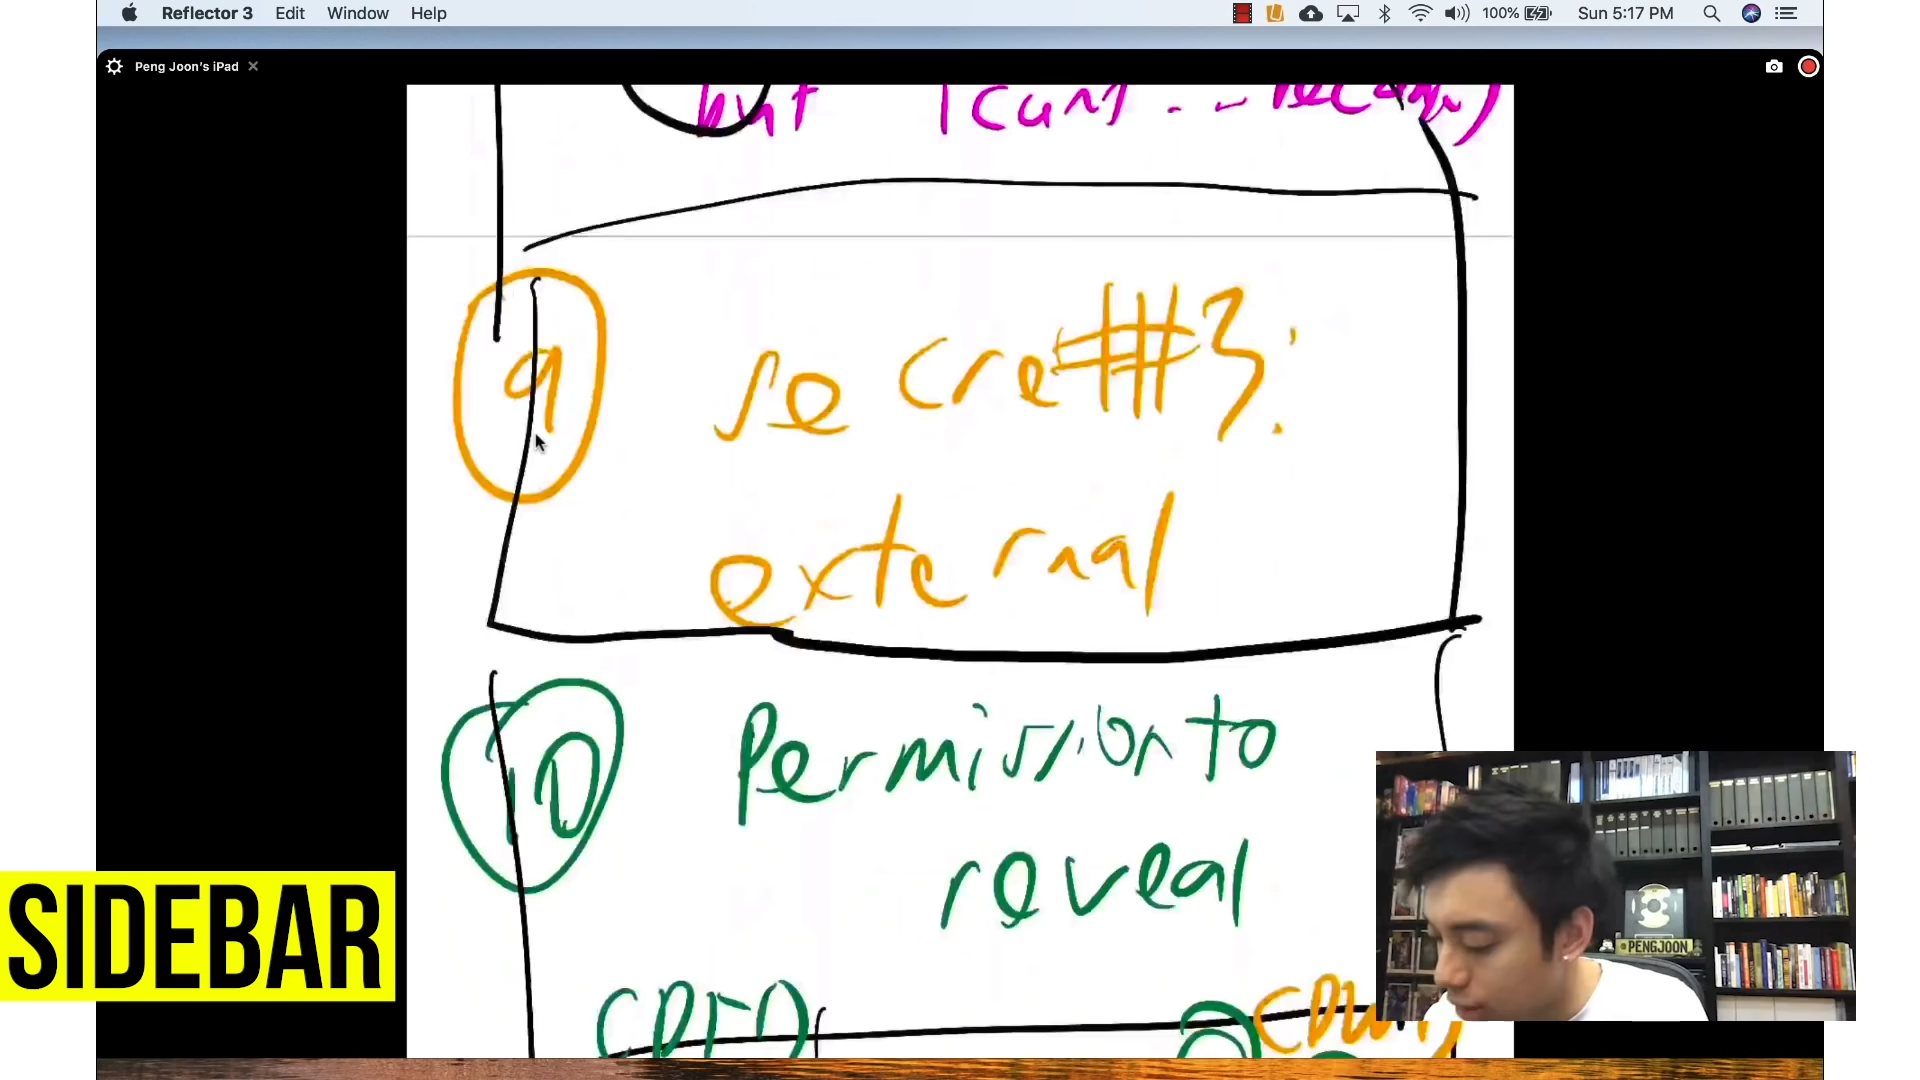 Reflector 3 Edit Window Help 100% Sun 5:17 PM
Peng Joon's iPad
but
9 secret #3:
external
10 Permission to
reveal
SIDEBAR
PENGJOON